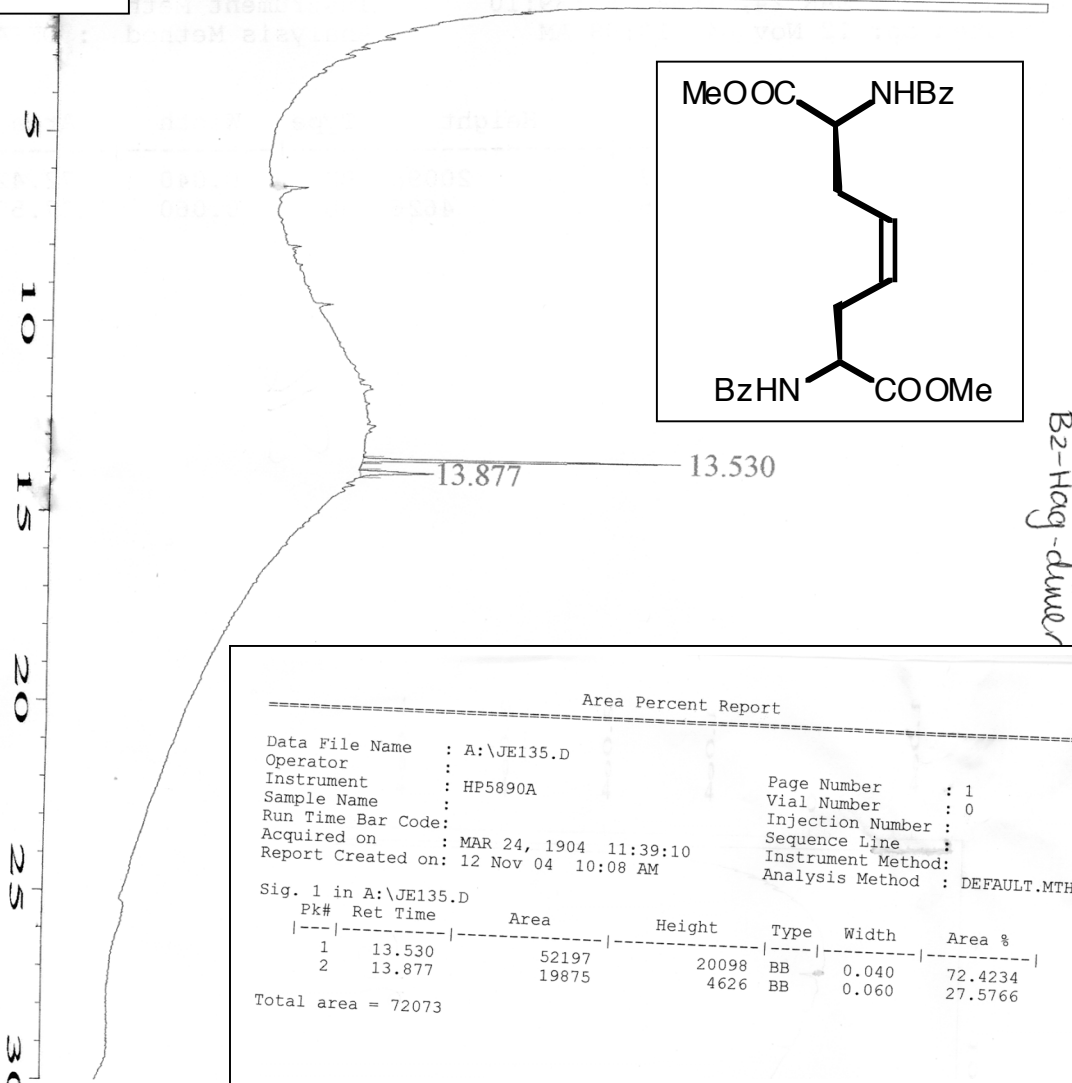 MeOOC NHBz
BzHN COOMe
5
10
13.877 13.530
15
20
25
30
Bz-Hag-dimer
Area Percent Report
Data File Name : A:\JE135.D
Operator :
Instrument : HP5890A
Sample Name :
Run Time Bar Code:
Acquired on : MAR 24, 1904 11:39:10
Report Created on: 12 Nov 04 10:08 AM
Page Number : 1
Vial Number : 0
Injection Number :
Sequence Line :
Instrument Method:
Analysis Method : DEFAULT.MTH
Sig. 1 in A:\JE135.D
Pk# Ret Time Area Height Type Width Area %
1 13.530 52197 20098 BB 0.040 72.4234
2 13.877 19875 4626 BB 0.060 27.5766
Total area = 72073